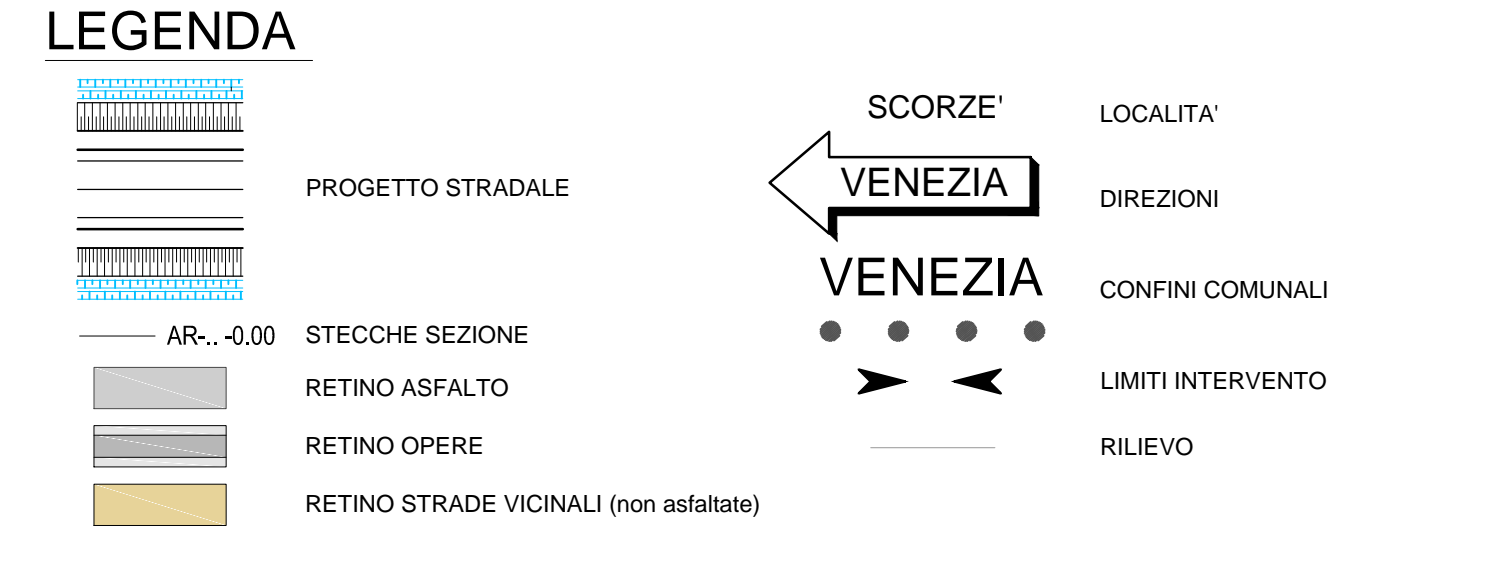 LEGENDA
PROGETTO STRADALE
AR-.. -0.00 STECCHE SEZIONE
RETINO ASFALTO
RETINO OPERE
RETINO STRADE VICINALI (non asfaltate)
SCORZE' LOCALITA'
VENEZIA DIREZIONI
VENEZIA CONFINI COMUNALI
LIMITI INTERVENTO
RILIEVO